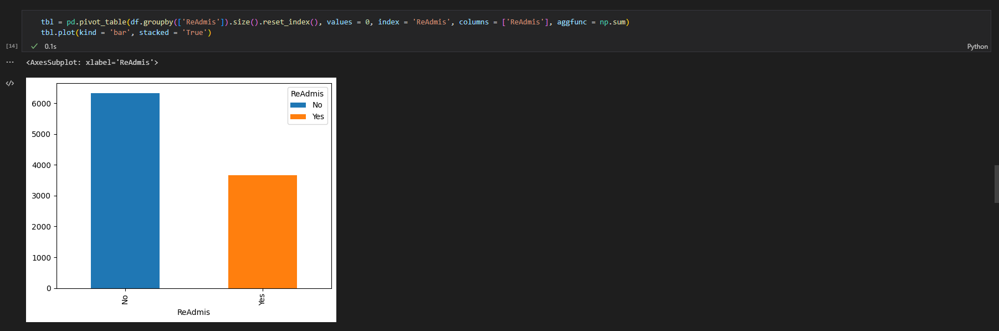 tbl = pd.pivot_table(df.groupby(['ReAdmis']).size().reset_index(), values = 0, index = 'ReAdmis', columns = ['ReAdmis'], aggfunc = np.sum)
tbl.plot(kind = 'bar', stacked = 'True')
[14] 0.1s Python
<AxesSubplot: xlabel='ReAdmis'>
ReAdmis
No
Yes
6000
5000
4000
3000
2000
1000
0
No Yes
ReAdmis